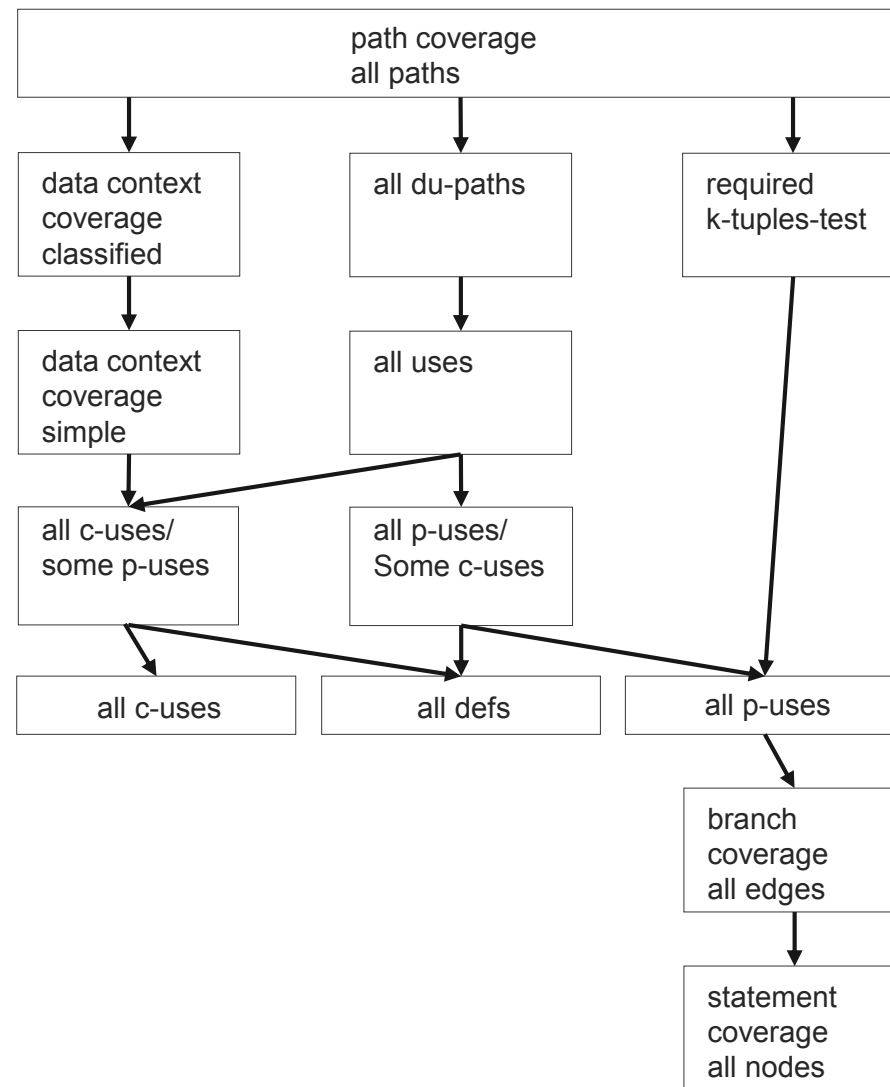 path coverage
all paths
data context
coverage
classified
all du-paths
required
k-tuples-test
data context
coverage
simple
all uses
all c-uses/
some p-uses
all p-uses/
Some c-uses
all c-uses
all defs
all p-uses
branch
coverage
all edges
statement
coverage
all nodes